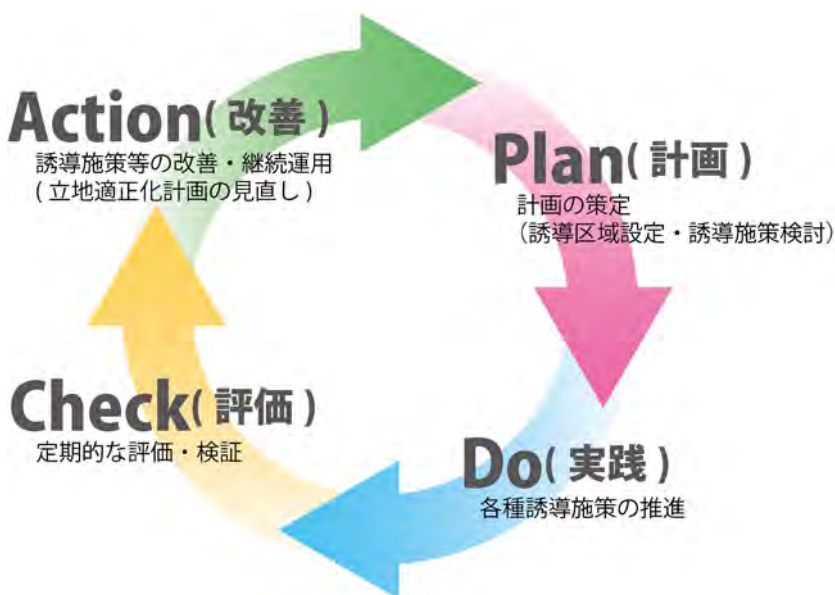 Plan(計画)
計画の策定
(誘導区域設定・誘導施策検討)
Do(実践)
各種誘導施策の推進
Check(評価)
定期的な評価・検証
Action(改善)
誘導施策等の改善・継続運用
(立地適正化計画の見直し)